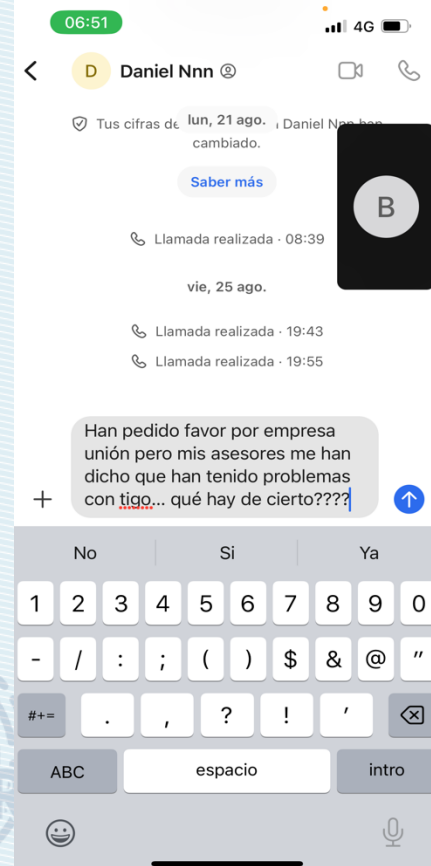 06:51
4G
D Daniel Nnn
Tus cifras de
lun, 21 ago.
Daniel Nnn han
cambiado.
Saber más
B
Llamada realizada · 08:39
vie, 25 ago.
Llamada realizada · 19:43
Llamada realizada · 19:55
Han pedido favor por empresa
unión pero mis asesores me han
dicho que han tenido problemas
con tigo... qué hay de cierto????
No Si Ya
1 2 3 4 5 6 7 8 9 0
- / : ; ( ) $ & @ "
#+= . , ? ! '
ABC espacio intro